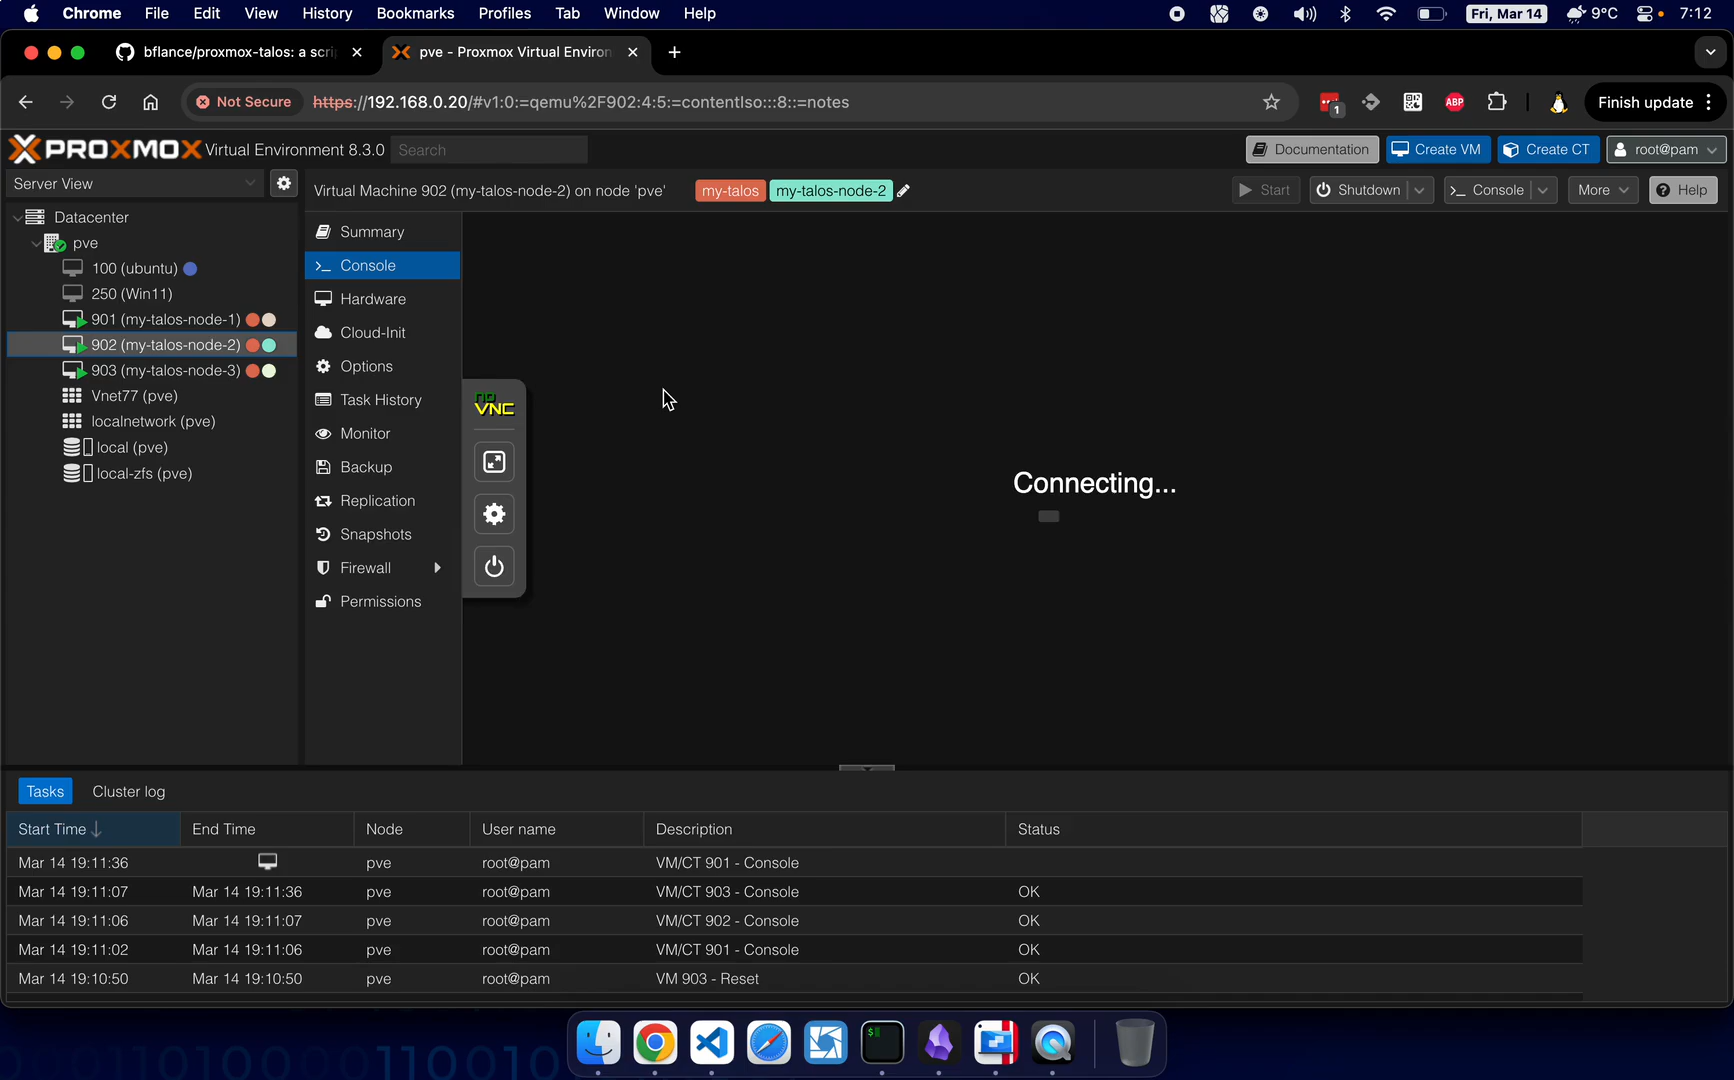 Chrome File Edit View History Bookmarks Profiles Tab Window Help Fri, Mar 14 9°C 7:12
bflance/proxmox-talos: a scri pve - Proxmox Virtual Environ
Not Secure https://192.168.0.20/#v1:0:=qemu%2F902:4:5:=contentIso:::8::=notes 1 ABP Finish update
PROXMOX Virtual Environment 8.3.0 Search Documentation Create VM Create CT root@pam
Server View Virtual Machine 902 (my-talos-node-2) on node 'pve' my-talos my-talos-node-2 Start Shutdown Console More Help
Datacenter
pve
100 (ubuntu)
250 (Win11)
901 (my-talos-node-1)
902 (my-talos-node-2)
903 (my-talos-node-3)
Vnet77 (pve)
localnetwork (pve)
local (pve)
local-zfs (pve)
Summary
Console
Hardware
Cloud-Init
Options
Task History
Monitor
Backup
Replication
Snapshots
Firewall
Permissions
no
VNC
Connecting...
Tasks Cluster log
Start Time End Time Node User name Description Status
Mar 14 19:11:36 pve root@pam VM/CT 901 - Console
Mar 14 19:11:07 Mar 14 19:11:36 pve root@pam VM/CT 903 - Console OK
Mar 14 19:11:06 Mar 14 19:11:07 pve root@pam VM/CT 902 - Console OK
Mar 14 19:11:02 Mar 14 19:11:06 pve root@pam VM/CT 901 - Console OK
Mar 14 19:10:50 Mar 14 19:10:50 pve root@pam VM 903 - Reset OK
110010